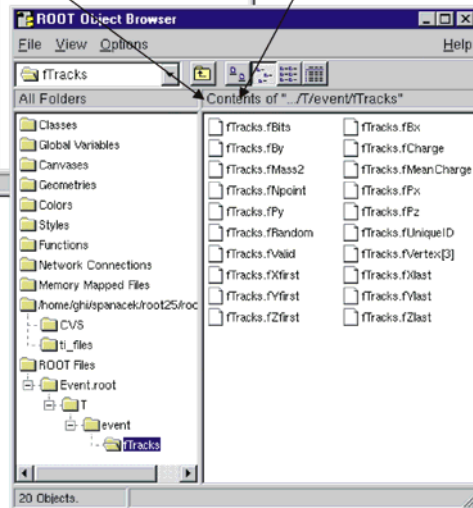 ROOT Object Browser
File View Options Help
fTracks
All Folders
Contents of ".../T/event/fTracks"
Classes
Global Variables
Canvases
Geometries
Colors
Styles
Functions
Network Connections
Memory Mapped Files
/home/ghi/spanacek/root25/roc
CVS
ti_files
ROOT Files
Event.root
T
event
fTracks
fTracks.fBits fTracks.fBx
fTracks.fBy fTracks.fCharge
fTracks.fMass2 fTracks.fMeanCharge
fTracks.fNpoint fTracks.fPx
fTracks.fPy fTracks.fPz
fTracks.fRandom fTracks.fUniqueID
fTracks.fValid fTracks.fVertex[3]
fTracks.fXfirst fTracks.fXlast
fTracks.fYfirst fTracks.fYlast
fTracks.fZfirst fTracks.fZlast
20 Objects.